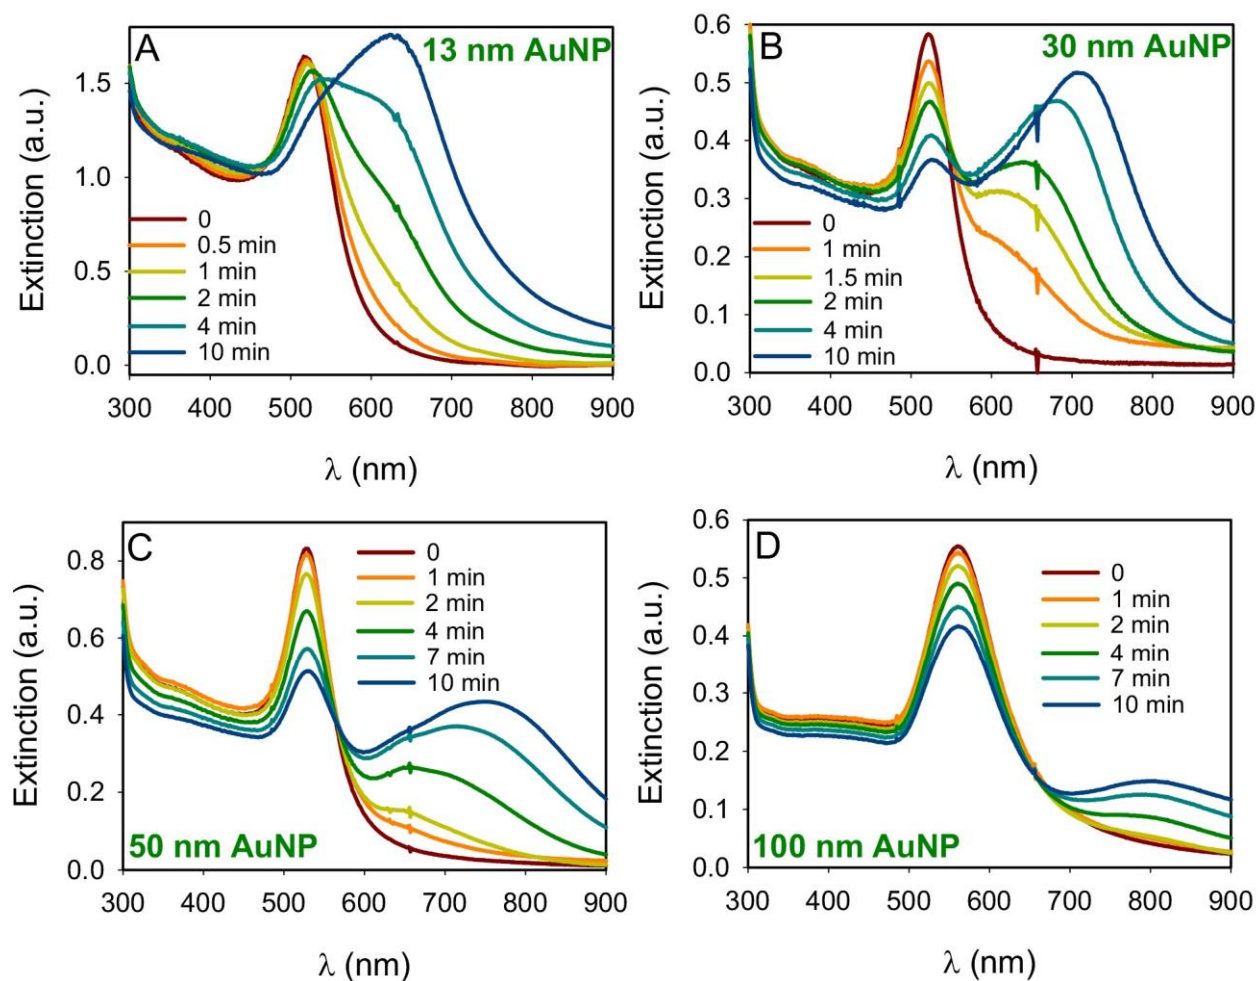 A
13 nm AuNP
Extinction (a.u.)
1.5
1.0
0.5
0.0
0
0.5 min
1 min
2 min
4 min
10 min
300 400 500 600 700 800 900
λ (nm)
B
30 nm AuNP
Extinction (a.u.)
0.6
0.5
0.4
0.3
0.2
0.1
0.0
0
1 min
1.5 min
2 min
4 min
10 min
300 400 500 600 700 800 900
λ (nm)
C
Extinction (a.u.)
0.8
0.6
0.4
0.2
0.0
0
1 min
2 min
4 min
7 min
10 min
50 nm AuNP
300 400 500 600 700 800 900
λ (nm)
D
Extinction (a.u.)
0.6
0.5
0.4
0.3
0.2
0.1
0.0
0
1 min
2 min
4 min
7 min
10 min
100 nm AuNP
300 400 500 600 700 800 900
λ (nm)